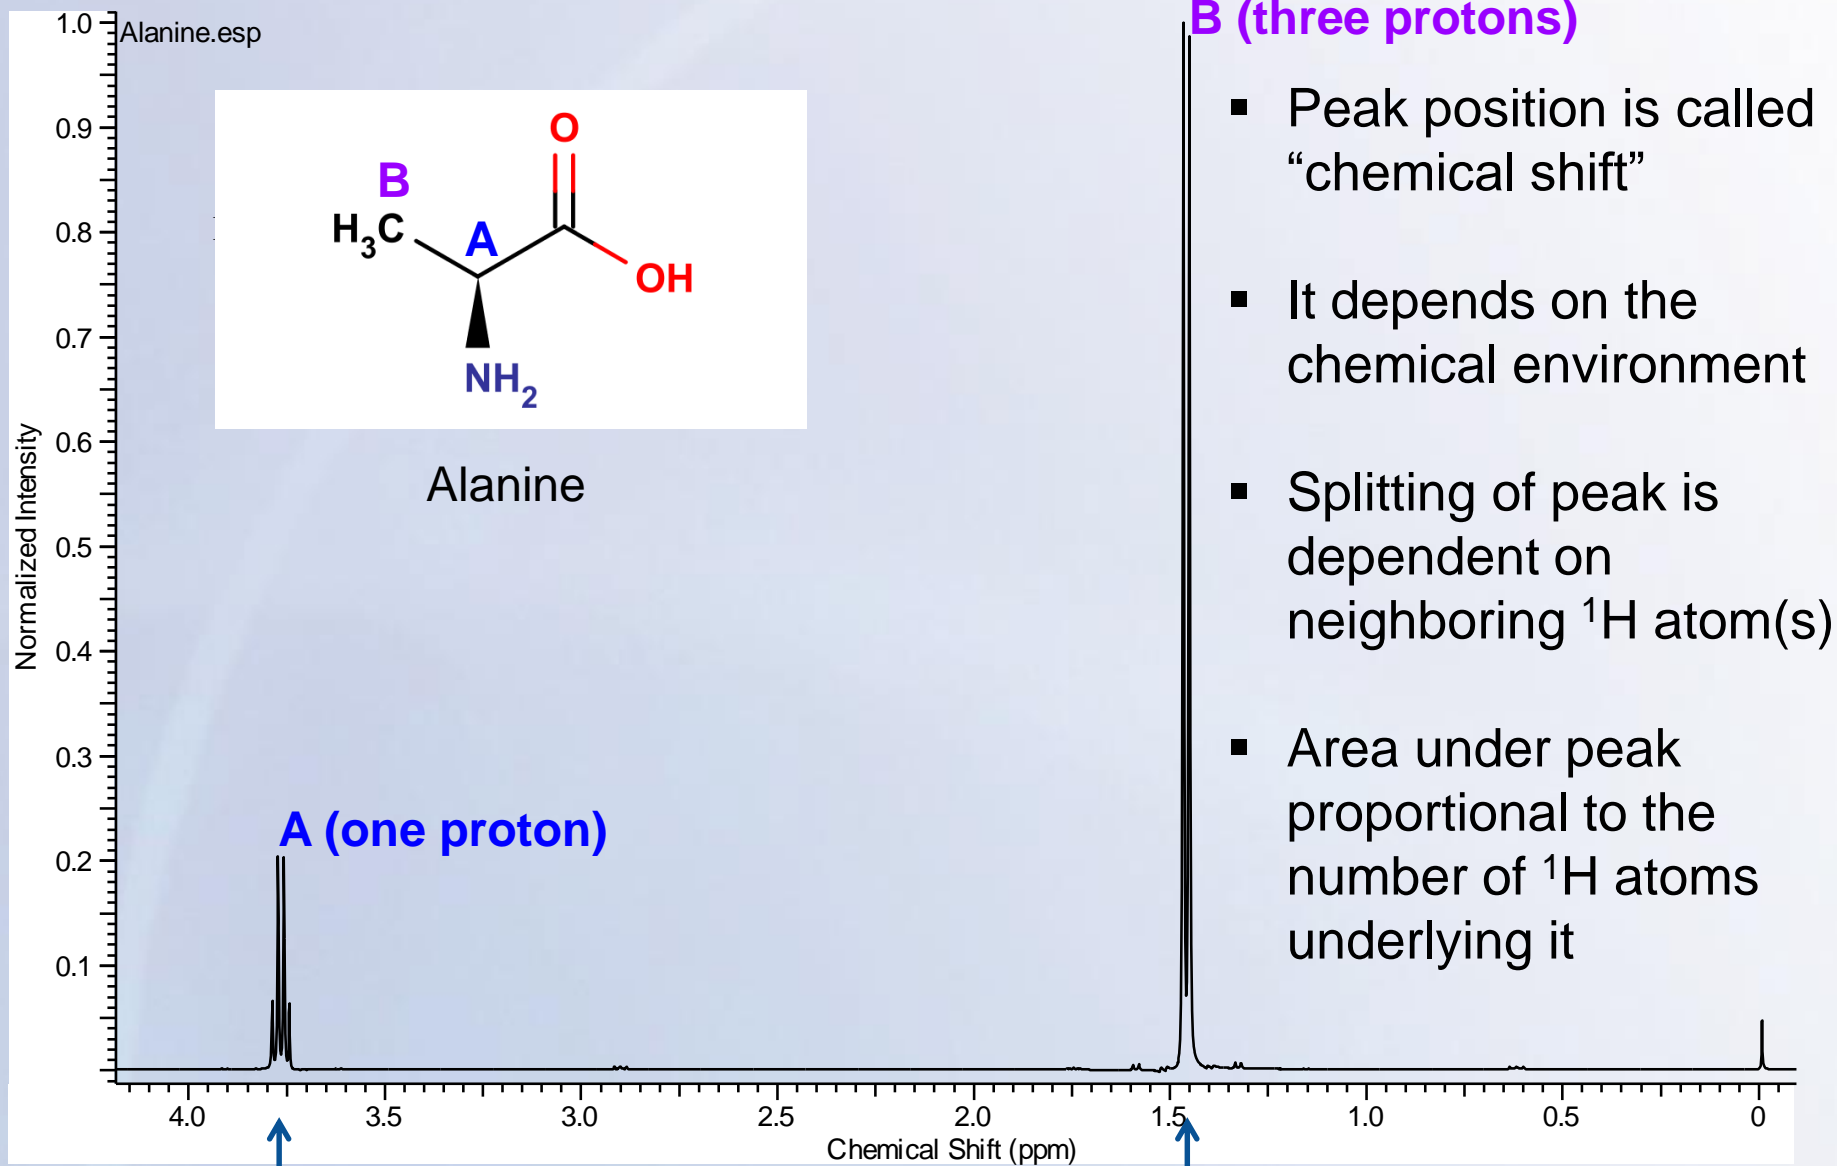 B (three protons)
Alanine.esp
1.0
0.9
0.8
0.7
0.6
0.5
0.4
0.3
0.2
0.1
Normalized Intensity
O
B
H₃C
A
OH
NH₂
Alanine
A (one proton)
▪ Peak position is called
“chemical shift”
▪ It depends on the
chemical environment
▪ Splitting of peak is
dependent on
neighboring ¹H atom(s)
▪ Area under peak
proportional to the
number of ¹H atoms
underlying it
4.0 3.5 3.0 2.5 2.0 1.5 1.0 0.5 0
Chemical Shift (ppm)